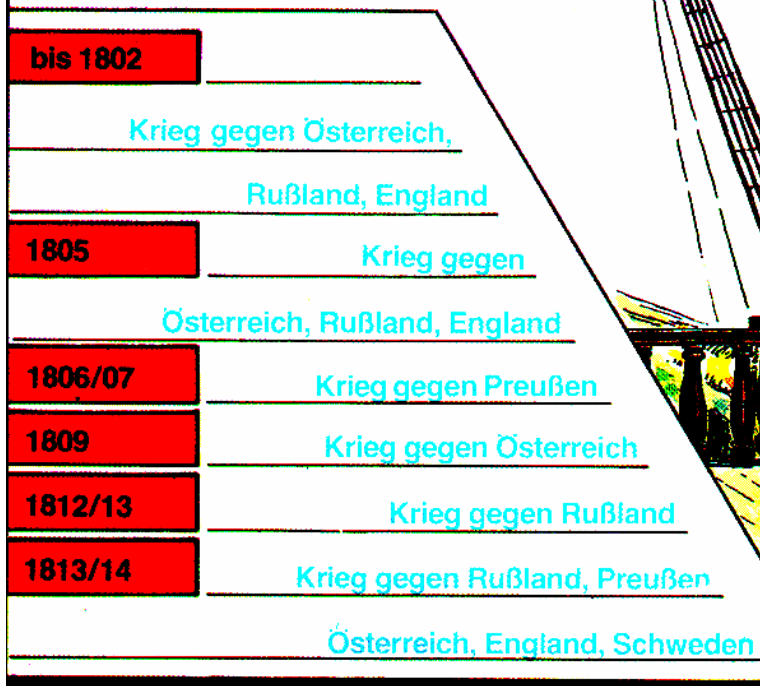 bis 1802
Krieg gegen Österreich,
Rußland, England
1805 Krieg gegen
Österreich, Rußland, England
1806/07 Krieg gegen Preußen
1809 Krieg gegen Österreich
1812/13 Krieg gegen Rußland
1813/14 Krieg gegen Rußland, Preußen
Österreich, England, Schweden